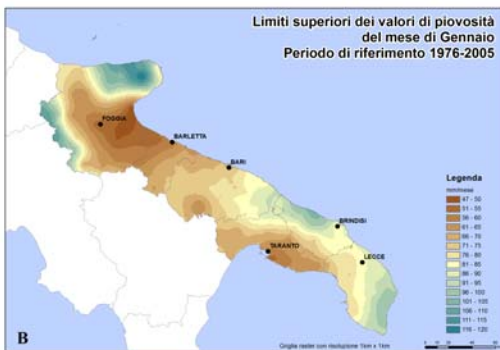 Limiti superiori dei valori di piovosità
del mese di Gennaio
Periodo di riferimento 1976-2005
FOGGIA
BARLETTA
BARI
BRINDISI
TARANTO
LECCE
Legenda
mm/mese
47 - 50
51 - 55
56 - 60
61 - 65
66 - 70
71 - 75
76 - 80
81 - 85
86 - 90
91 - 95
96 - 100
101 - 105
106 - 110
111 - 115
116 - 120
B
Griglie raster con risoluzione 1km x 1km